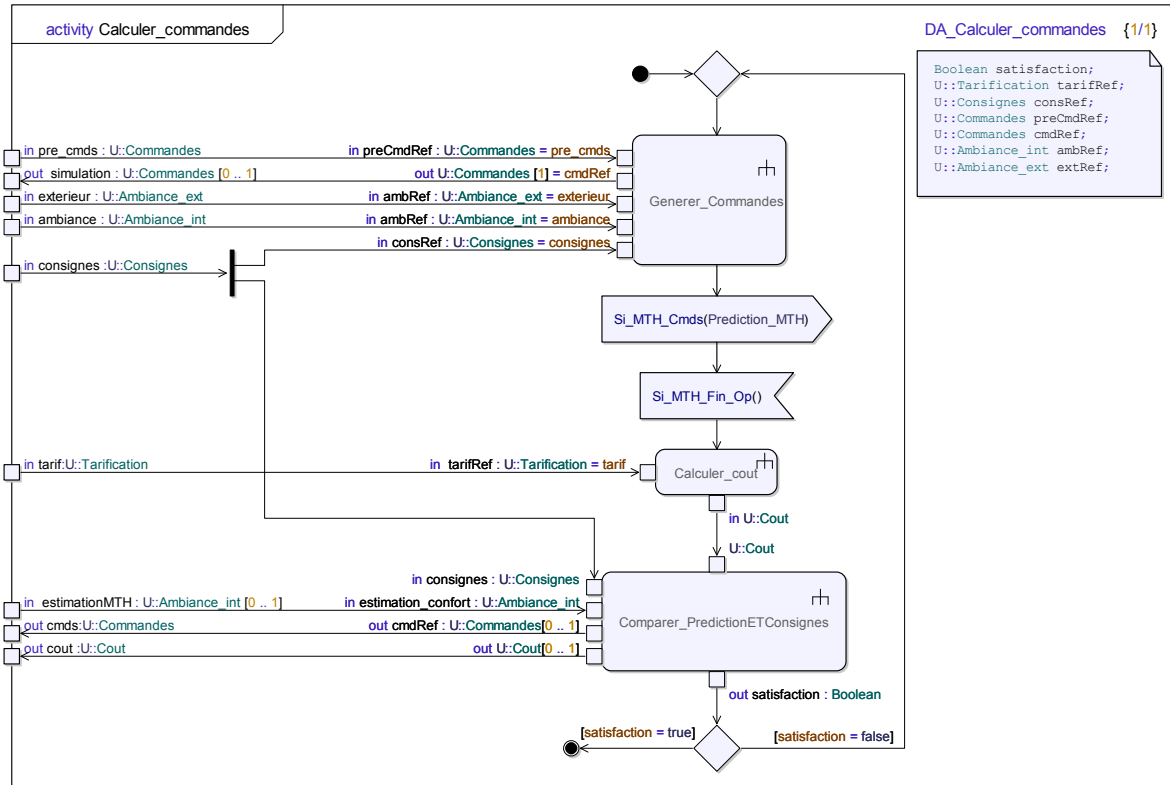 activity Calculer_commandes
DA_Calculer_commandes {1/1}
Boolean satisfaction;
U::Tarification tarifRef;
U::Consignes consRef;
U::Commandes preCmdRef;
U::Commandes cmdRef;
U::Ambiance_int ambRef;
U::Ambiance_ext extRef;
in pre_cmds : U::Commandes
in preCmdRef : U::Commandes = pre_cmds
out simulation : U::Commandes [0 .. 1]
out U::Commandes [1] = cmdRef
in exterieur : U::Ambiance_ext
in ambRef : U::Ambiance_ext = exterieur
Generer_Commandes
in ambiance : U::Ambiance_int
in ambRef : U::Ambiance_int = ambiance
in consRef : U::Consignes = consignes
in consignes :U::Consignes
Si_MTH_Cmds(Prediction_MTH)
Si_MTH_Fin_Op()
in tarif:U::Tarification
in tarifRef : U::Tarification = tarif
Calculer_cout
in U::Cout
U::Cout
in consignes : U::Consignes
in estimationMTH : U::Ambiance_int [0 .. 1]
in estimation_confort : U::Ambiance_int
Comparer_PredictionETConsignes
out cmds:U::Commandes
out cmdRef : U::Commandes[0 .. 1]
out cout :U::Cout
out U::Cout[0 .. 1]
out satisfaction : Boolean
[satisfaction = true]
[satisfaction = false]